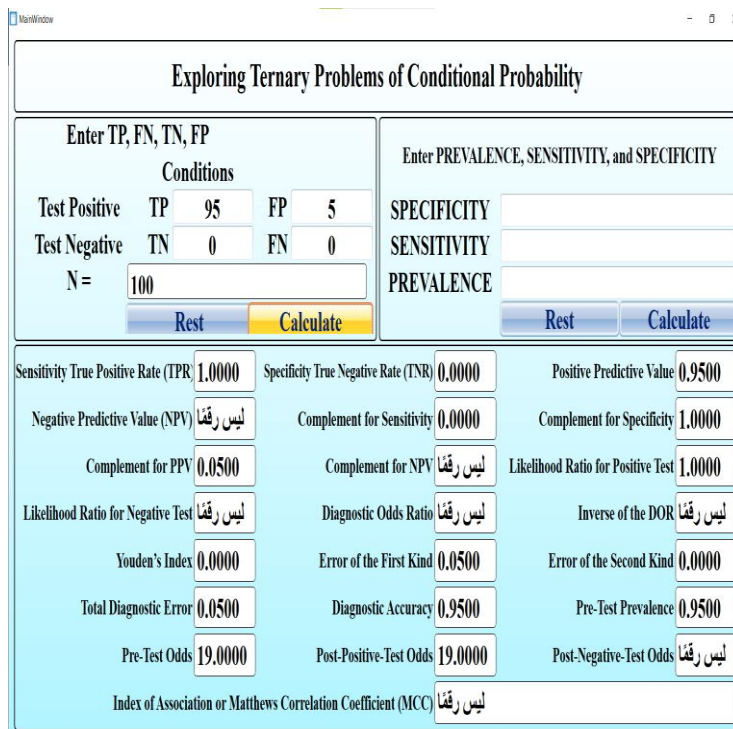 MainWindow
Exploring Ternary Problems of Conditional Probability
Enter TP, FN, TN, FP
Conditions
Test Positive TP 95 FP 5
Test Negative TN 0 FN 0
N = 100
Rest Calculate
Enter PREVALENCE, SENSITIVITY, and SPECIFICITY
SPECIFICITY
SENSITIVITY
PREVALENCE
Rest Calculate
Sensitivity True Positive Rate (TPR) 1.0000 Specificity True Negative Rate (TNR) 0.0000 Positive Predictive Value 0.9500
Negative Predictive Value (NPV) ليس رقمًا Complement for Sensitivity 0.0000 Complement for Specificity 1.0000
Complement for PPV 0.0500 Complement for NPV ليس رقمًا Likelihood Ratio for Positive Test 1.0000
Likelihood Ratio for Negative Test ليس رقمًا Diagnostic Odds Ratio ليس رقمًا Inverse of the DOR ليس رقمًا
Youden's Index 0.0000 Error of the First Kind 0.0500 Error of the Second Kind 0.0000
Total Diagnostic Error 0.0500 Diagnostic Accuracy 0.9500 Pre-Test Prevalence 0.9500
Pre-Test Odds 19.0000 Post-Positive-Test Odds 19.0000 Post-Negative-Test Odds ليس رقمًا
Index of Association or Matthews Correlation Coefficient (MCC) ليس رقمًا